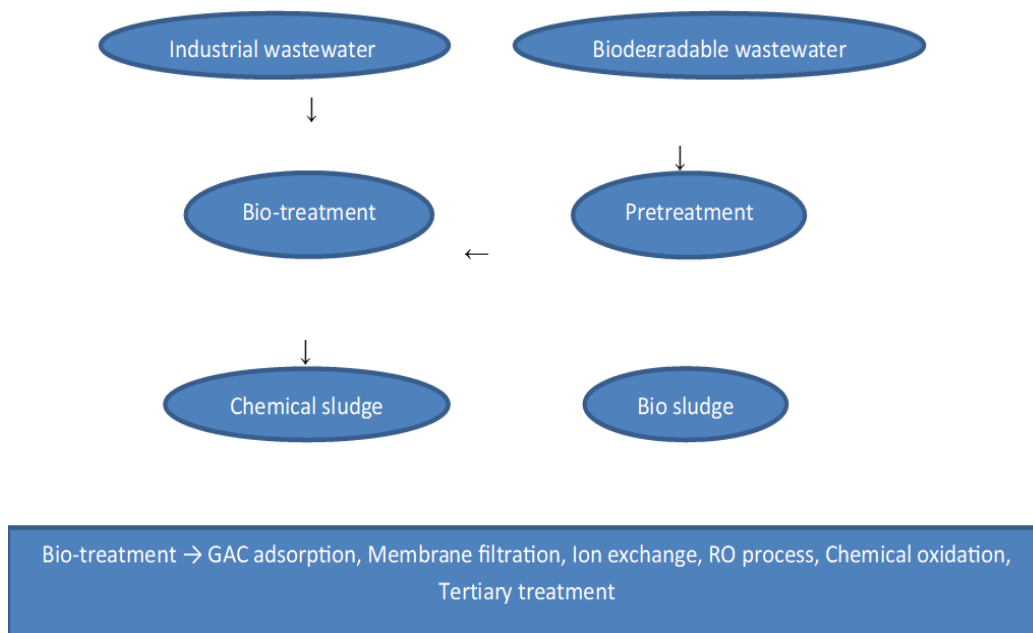 Industrial wastewater
Biodegradable wastewater
↓
↓
Bio-treatment
Pretreatment
←
↓
Chemical sludge
Bio sludge
Bio-treatment → GAC adsorption, Membrane filtration, Ion exchange, RO process, Chemical oxidation,
Tertiary treatment